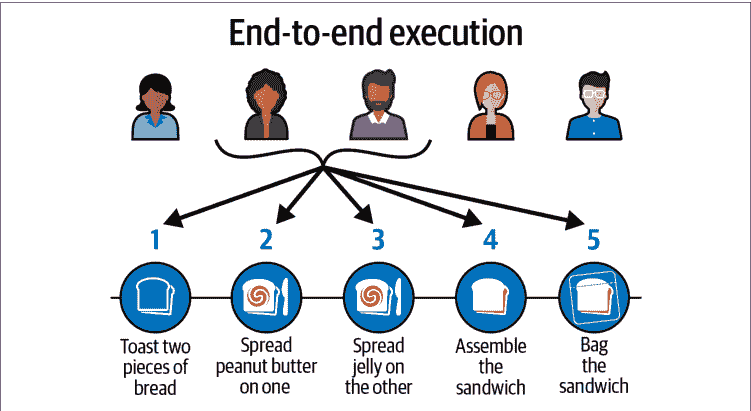 End-to-end execution
1 2 3 4 5
Toast two
pieces of
bread
Spread
peanut butter
on one
Spread
jelly on
the other
Assemble
the
sandwich
Bag
the
sandwich